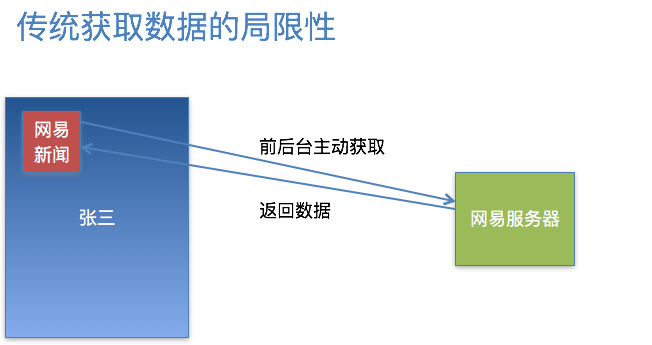 传统获取数据的局限性
网易
新闻
前后台主动获取
张三
返回数据
网易服务器